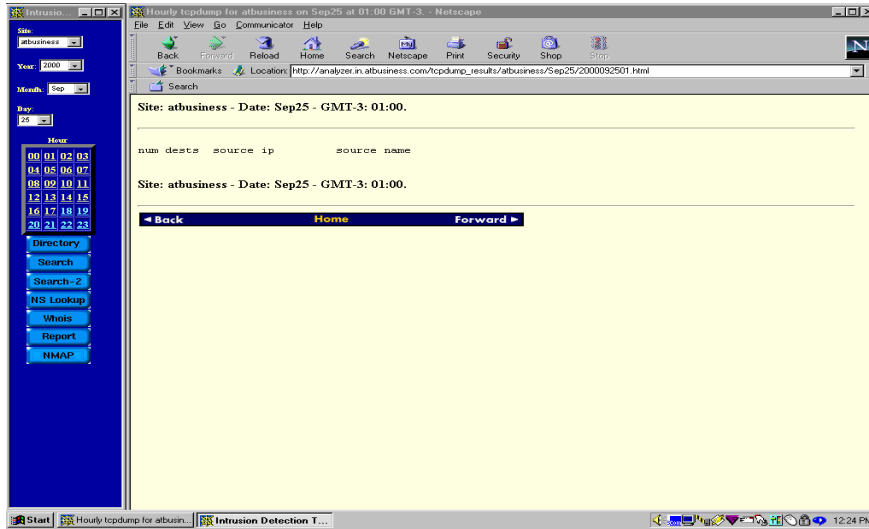 Intrusio...
Site:
atbusiness
Year: 2000
Month: Sep
Day:
25
Hour
00 01 02 03
04 05 06 07
08 09 10 11
12 13 14 15
16 17 18 19
20 21 22 23
Directory
Search
Search-2
NS Lookup
Whois
Report
NMAP
Hourly tcpdump for atbusiness on Sep25 at 01:00 GMT-3. - Netscape
File Edit View Go Communicator Help
Back Forward Reload Home Search Netscape Print Security Shop Stop
N
Bookmarks Location: http://analyzer.in.atbusiness.com/tcpdump_results/atbusiness/Sep25/2000092501.html
Search
Site: atbusiness - Date: Sep25 - GMT-3: 01:00.
num dests source ip source name
Site: atbusiness - Date: Sep25 - GMT-3: 01:00.
◄ Back Home Forward ►
Start Hourly tcpdump for atbusin... Intrusion Detection T... 12:24 PM